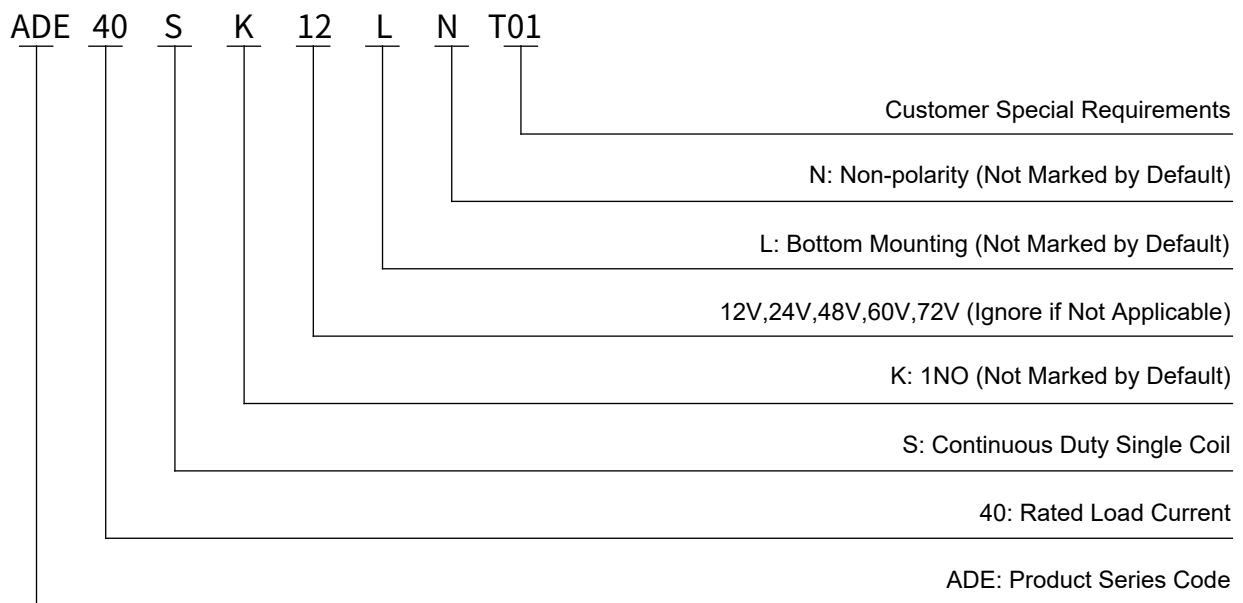 ADE 40 S K 12 L N T01
Customer Special Requirements
N: Non-polarity (Not Marked by Default)
L: Bottom Mounting (Not Marked by Default)
12V,24V,48V,60V,72V (Ignore if Not Applicable)
K: 1NO (Not Marked by Default)
S: Continuous Duty Single Coil
40: Rated Load Current
ADE: Product Series Code